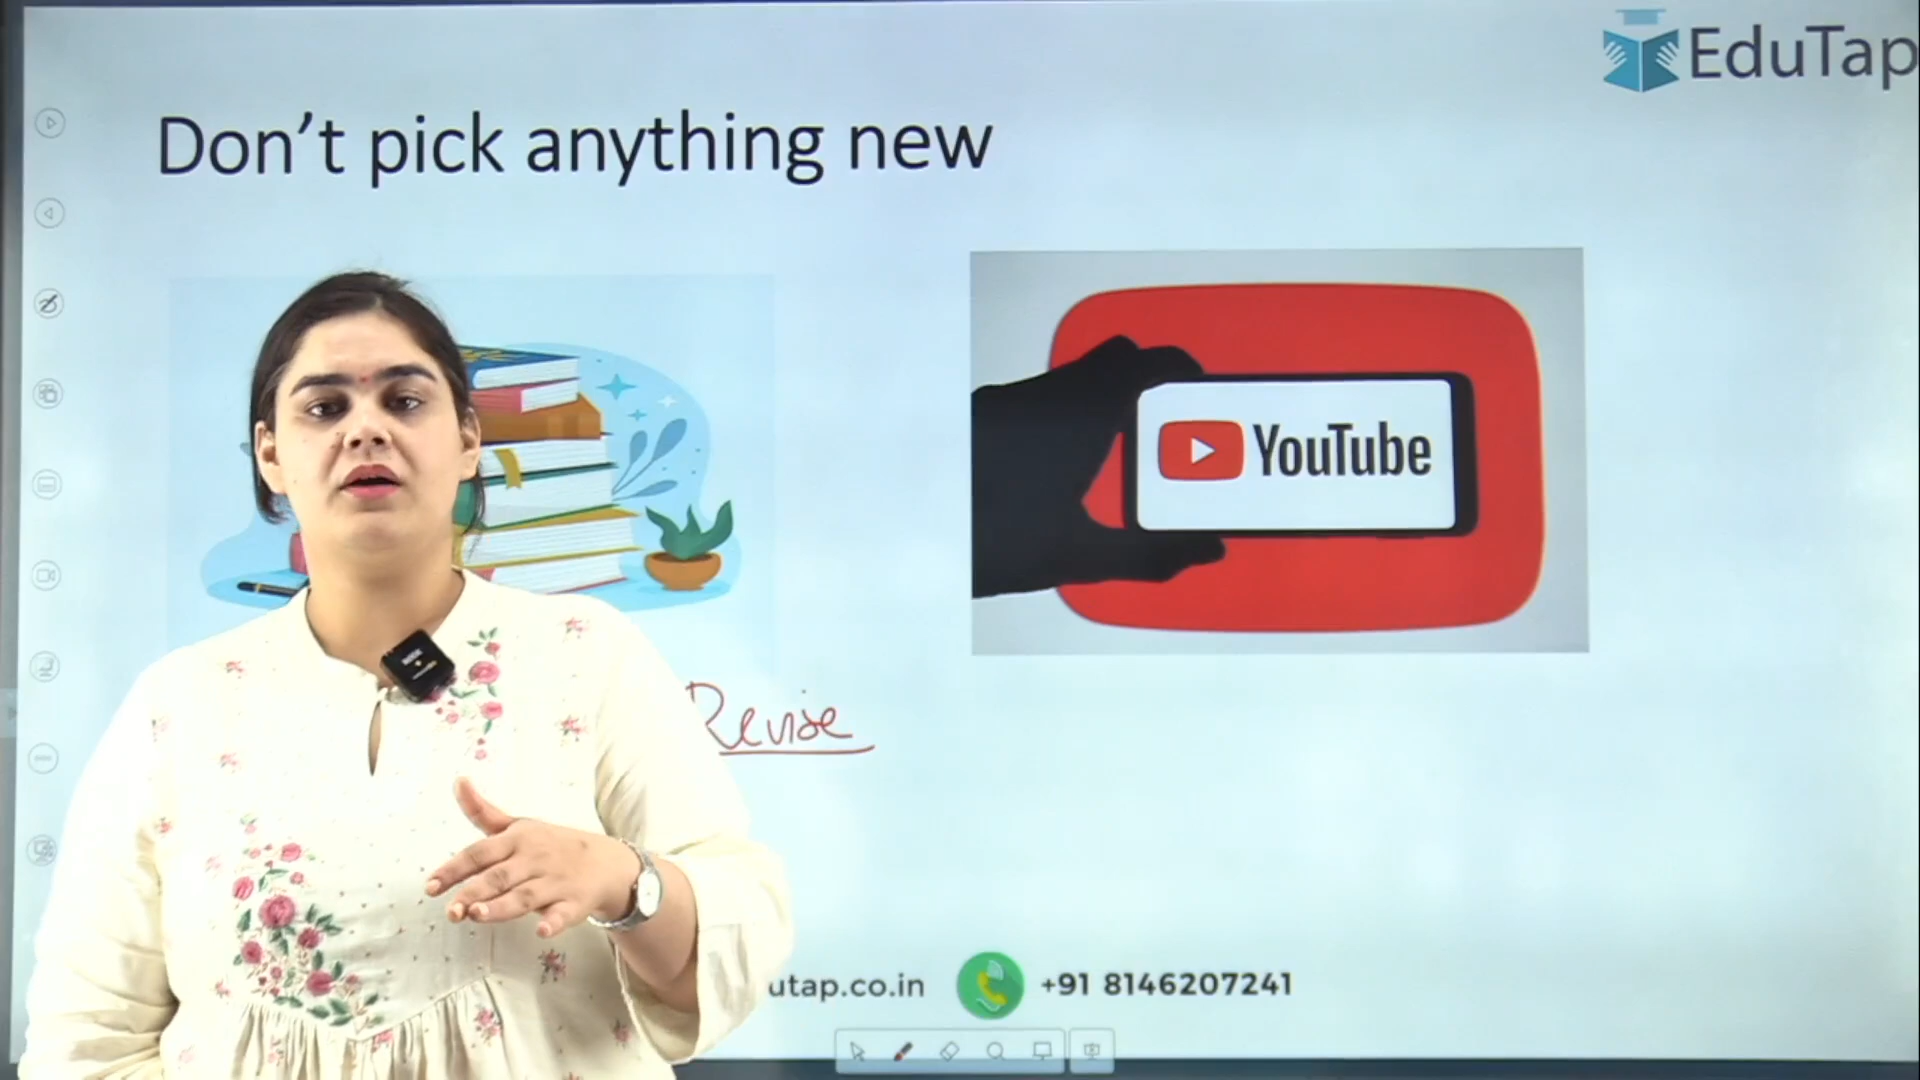 EduTap
Don’t pick anything new
YouTube
Revise
utap.co.in
+91 8146207241